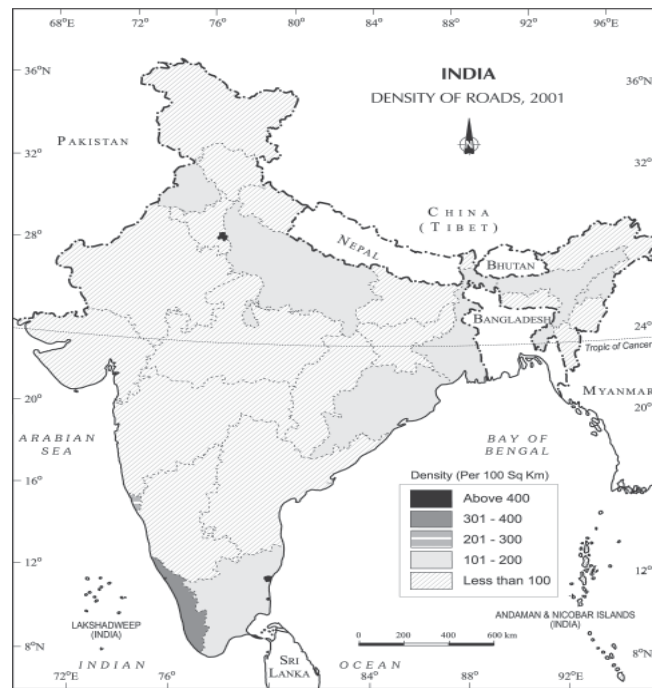 68°E 72° 76° 80° 84° 88° 92° 96°E
INDIA
DENSITY OF ROADS, 2001
36°N
36°N
PAKISTAN
32°
32°
CHINA
(TIBET)
NEPAL
28°
28°
BHUTAN
BANGLADESH
24°
24°
Tropic of Cancer
MYANMAR
20°
20°
ARABIAN
SEA
BAY OF
BENGAL
16°
16°
Density (Per 100 Sq Km)
Above 400
301 - 400
201 - 300
101 - 200
Less than 100
12°
12°
LAKSHADWEEP
(INDIA)
ANDAMAN & NICOBAR ISLANDS
(INDIA)
200 0 200 400 600 km
8°N
8°N
SRI
LANKA
INDIAN OCEAN
72°E 76° 80° 84° 88° 92° 94°E